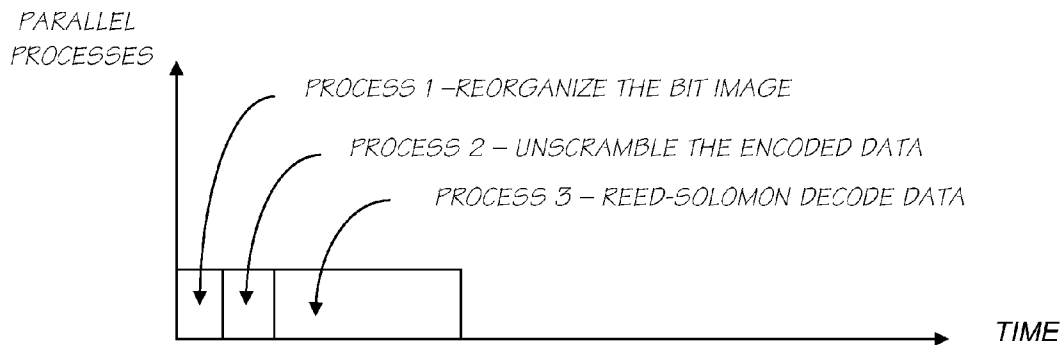 PARALLEL
PROCESSES
PROCESS 1 –REORGANIZE THE BIT IMAGE
PROCESS 2 – UNSCRAMBLE THE ENCODED DATA
PROCESS 3 – REED-SOLOMON DECODE DATA
TIME